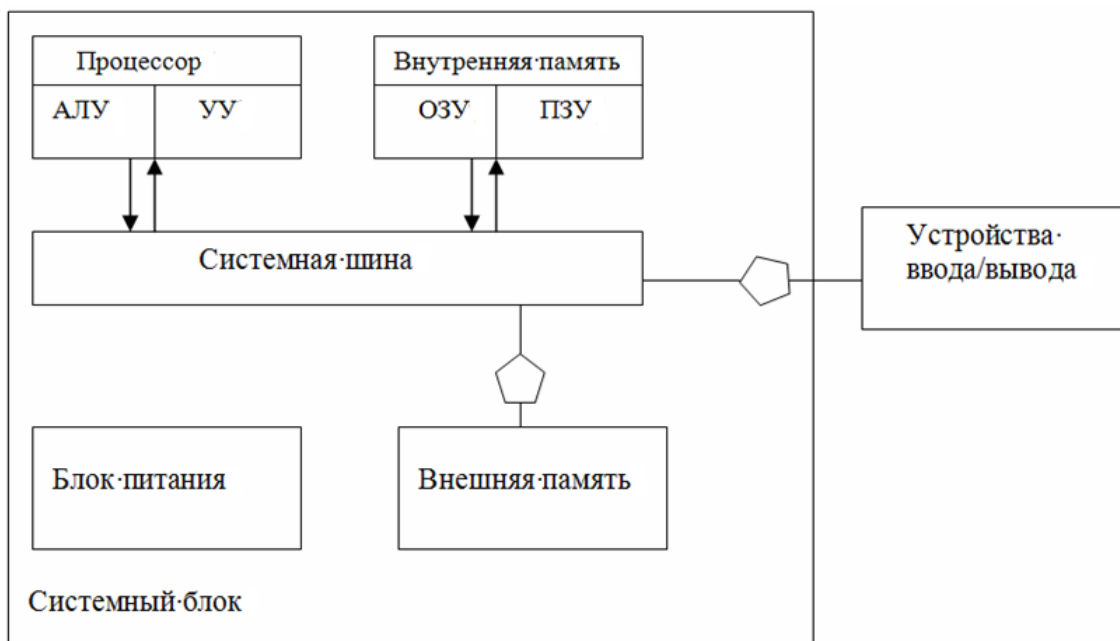 Процессор
АЛУ
УУ
Внутренняя·память
ОЗУ
ПЗУ
Системная·шина
Устройства·
ввода/вывода
Блок·питания
Внешняя·память
Системный·блок